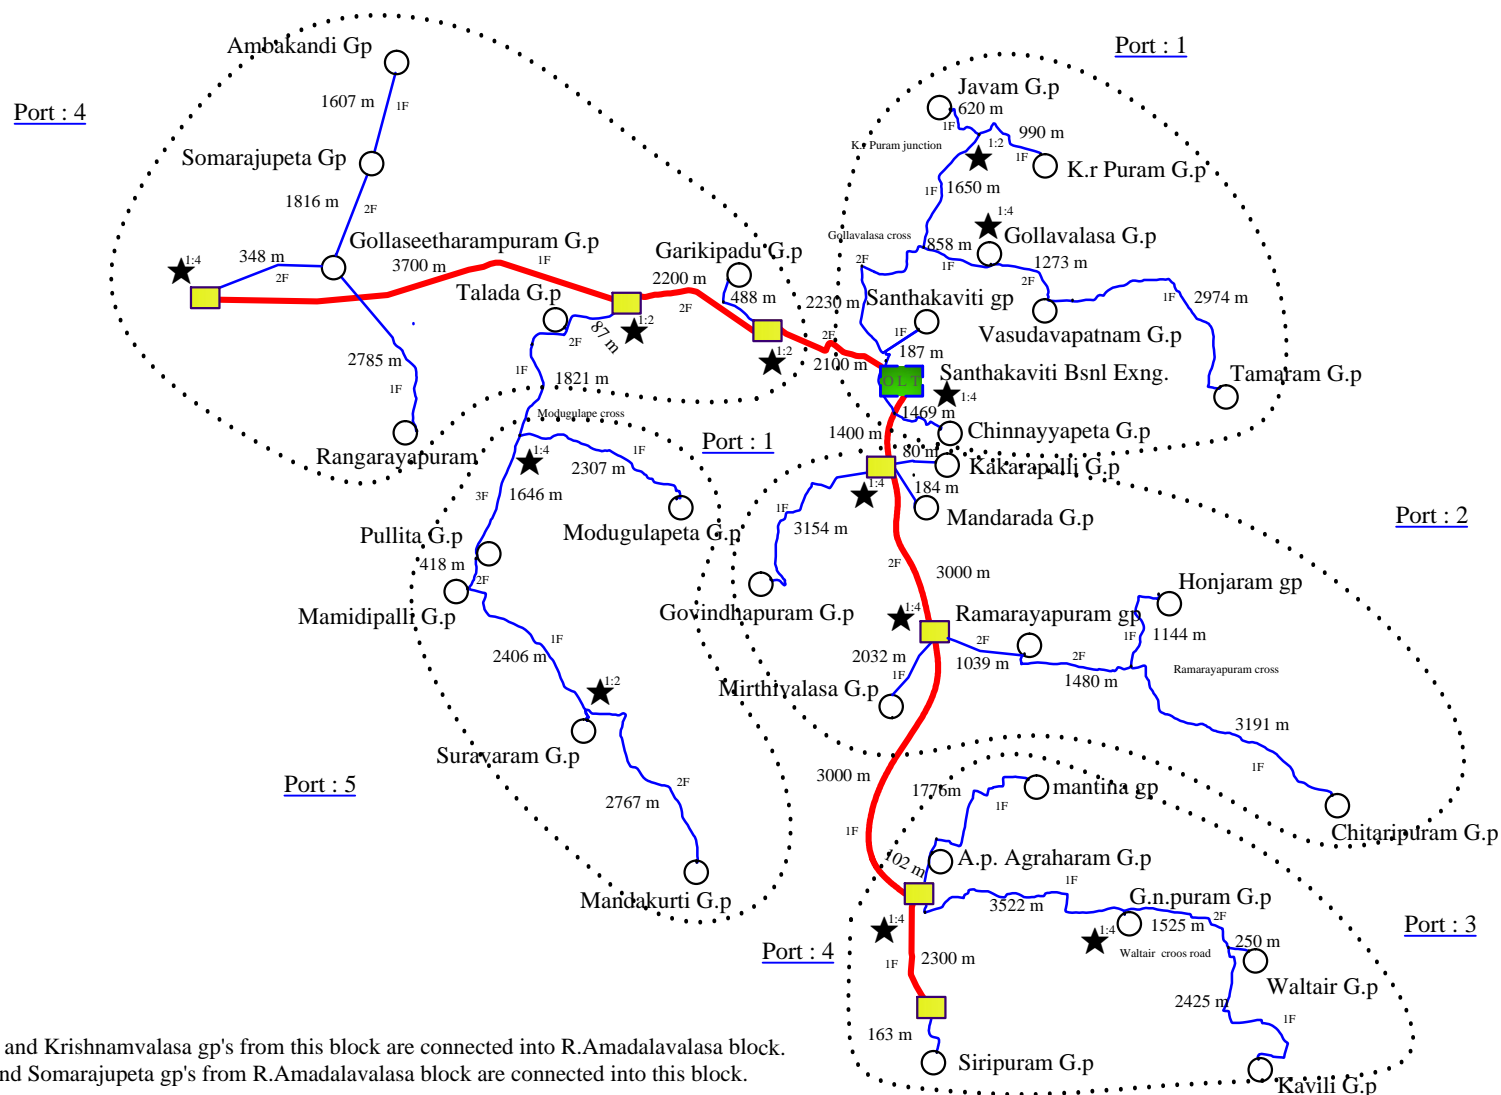 Port : 1
Ambakandi Gp
Javam G.p
620 m
1607 m
1F
1F
990 m
Port : 4
1:2
K.r Puram junction
1F
K.r Puram G.p
Somarajupeta Gp
1650 m
1F
1816 m
2F
1:4
Gollavalasa cross
858 m
Gollavalasa G.p
Gollaseetharampuram G.p
Garikipadu G.p
348 m
1:4
2F
3700 m
1F
2200 m
2F
2F
1F
1273 m
2F
1F
2974 m
Talada G.p
488 m
2230 m
Santhakaviti gp
87 m
2F
1:2
1F
Vasudavapatnam G.p
2F
2785 m
1:2
2100 m
187 m
1F
1821 m
OLT
Santhakaviti Bsnl Exng.
Tamaram G.p
1F
1:4
Modugulape cross
1469 m
1F
Port : 1
1400 m
Chinnayyapeta G.p
Rangarayapuram
1:4
1F
2307 m
80 m
Kakarapalli G.p
1646 m
3F
184 m
1:4
1F
Mandarada G.p
Port : 2
Pullita G.p
Modugulapeta G.p
3154 m
418 m
2F
2F
3000 m
Honjaram gp
Mamidipalli G.p
Govindhapuram G.p
1:4
Ramarayapuram gp
1F
1144 m
1F
2406 m
2032 m
2F
1039 m
2F
1480 m
Ramarayapuram cross
1:2
Mirthivalasa G.p
1F
3191 m
Suravaram G.p
1F
Port : 5
2767 m
2F
3000 m
1776m
1F
mantina gp
1F
Chitaripuram G.p
102 m
A.p. Agraharam G.p
Mandakurti G.p
1F
3522 m
G.n.puram G.p
1525 m
2F
Port : 3
1:4
1:4
Port : 4
1F
2300 m
Waltair croos road
250 m
Waltair G.p
2425 m
1F
163 m
and Krishnamvalasa gp's from this block are connected into R.Amadalavalasa block.
Siripuram G.p
nd Somarajupeta gp's from R.Amadalavalasa block are connected into this block.
Kavili G.p